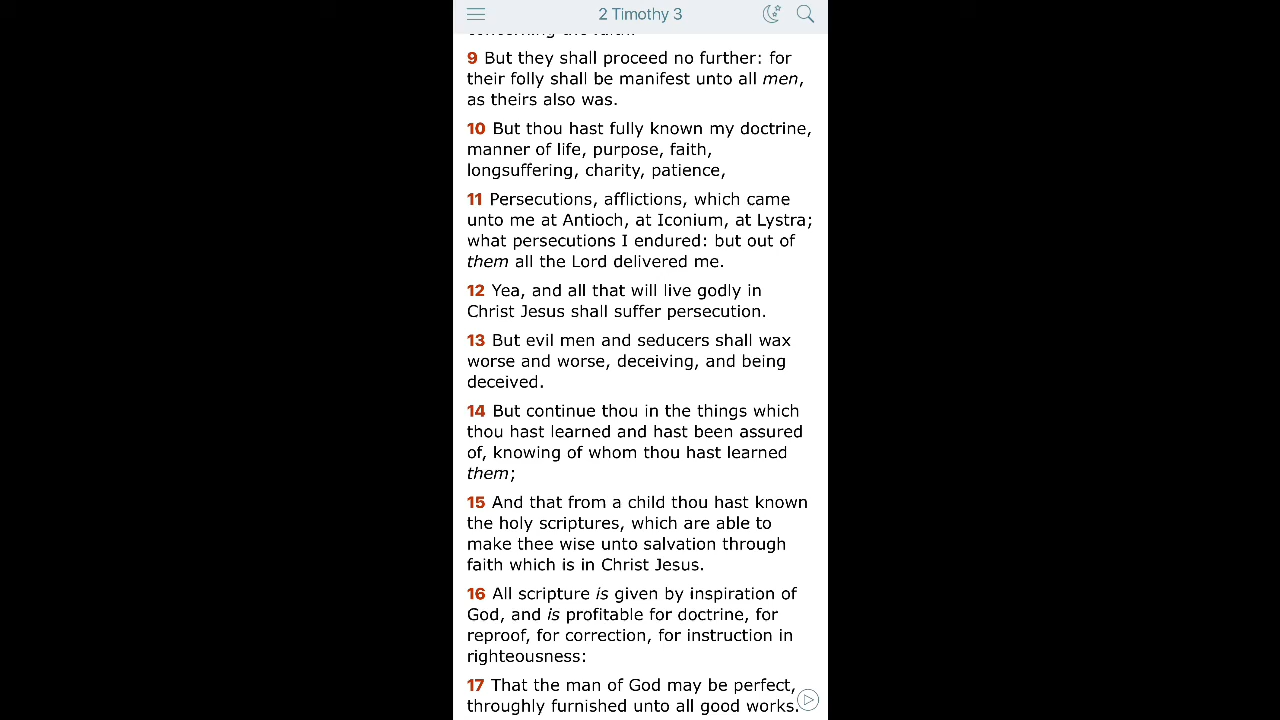 2 Timothy 3
concerning the faith.
9 But they shall proceed no further: for
their folly shall be manifest unto all men,
as theirs also was.
10 But thou hast fully known my doctrine,
manner of life, purpose, faith,
longsuffering, charity, patience,
11 Persecutions, afflictions, which came
unto me at Antioch, at Iconium, at Lystra;
what persecutions I endured: but out of
them all the Lord delivered me.
12 Yea, and all that will live godly in
Christ Jesus shall suffer persecution.
13 But evil men and seducers shall wax
worse and worse, deceiving, and being
deceived.
14 But continue thou in the things which
thou hast learned and hast been assured
of, knowing of whom thou hast learned
them;
15 And that from a child thou hast known
the holy scriptures, which are able to
make thee wise unto salvation through
faith which is in Christ Jesus.
16 All scripture is given by inspiration of
God, and is profitable for doctrine, for
reproof, for correction, for instruction in
righteousness:
17 That the man of God may be perfect,
throughly furnished unto all good works.